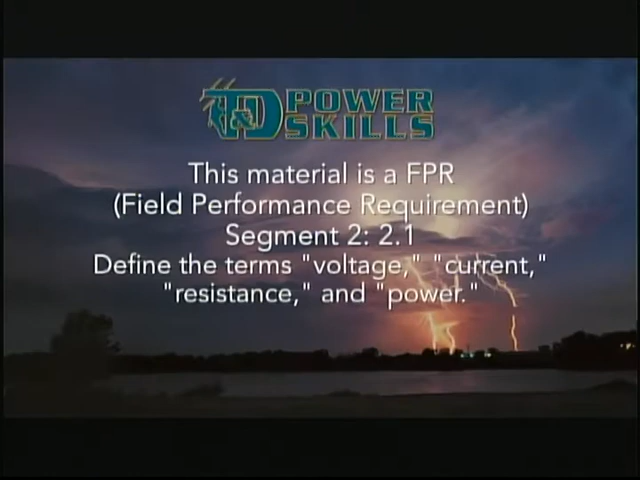 T&D POWER
SKILLS
This material is a FPR
(Field Performance Requirement)
Segment 2: 2.1
Define the terms "voltage," "current,"
"resistance," and "power."